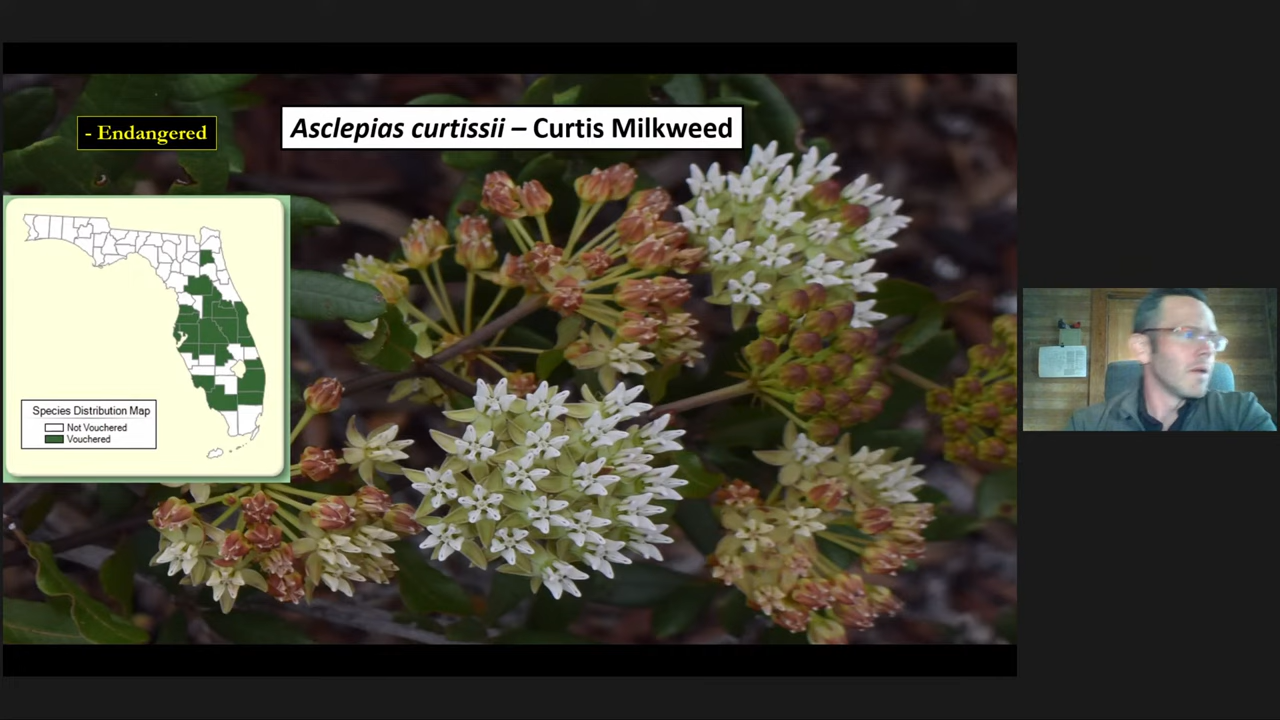 - Endangered
Asclepias curtissii – Curtis Milkweed
Species Distribution Map
Not Vouchered
Vouchered